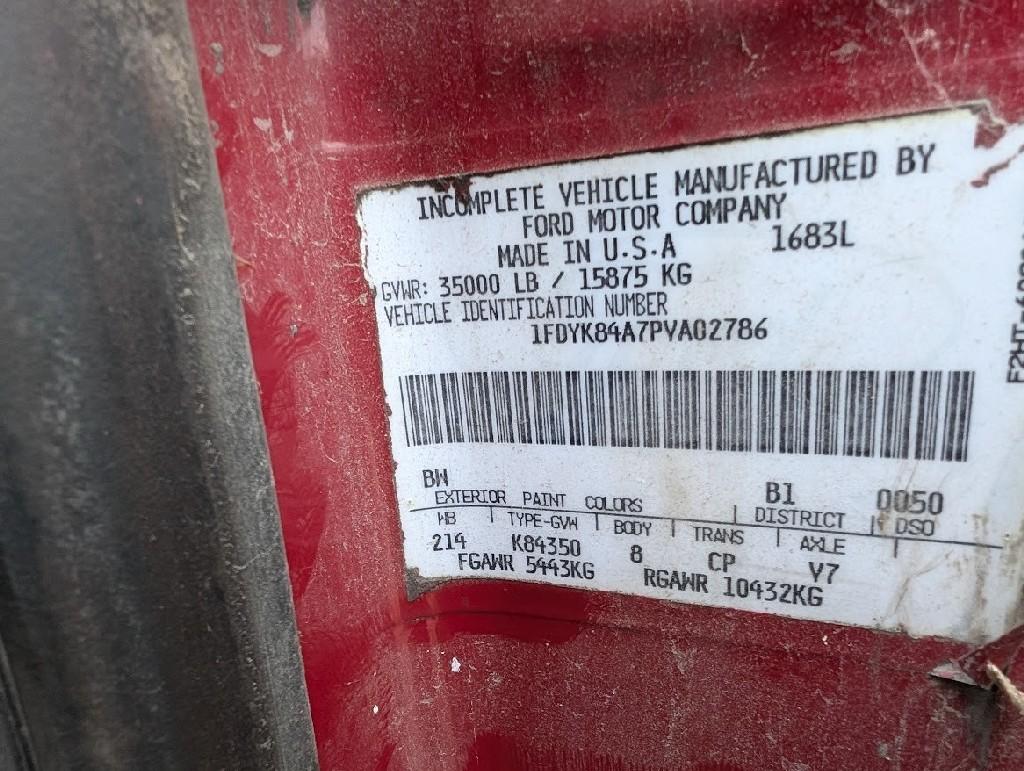 INCOMPLETE VEHICLE MANUFACTURED BY
FORD MOTOR COMPANY
MADE IN U.S.A 1683L
GVWR: 35000 LB / 15875 KG
VEHICLE IDENTIFICATION NUMBER
1FDYK84A7PVA02786
BW B1 0050
EXTERIOR PAINT COLORS DISTRICT DSO
WB TYPE-GVW BODY TRANS AXLE
214 K84350 8 CP V7
FGAWR 5443KG RGAWR 10432KG